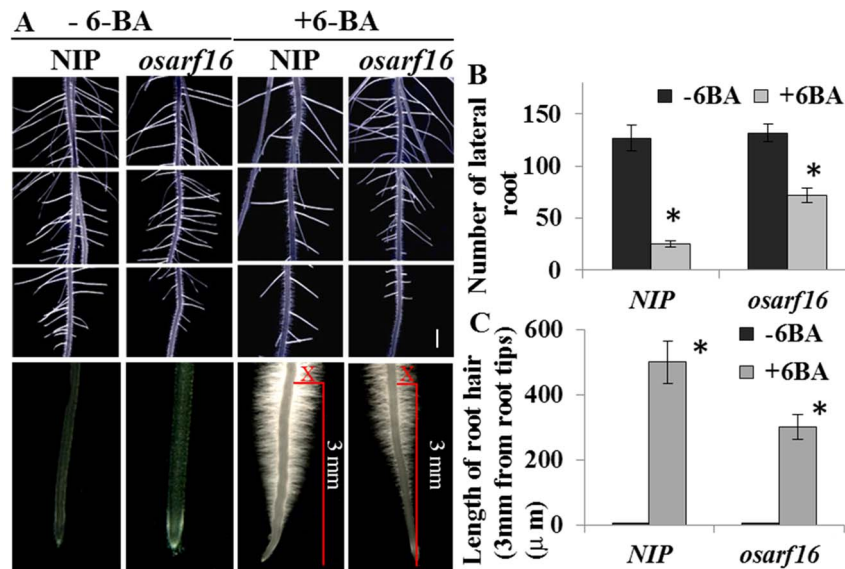 A
- 6-BA +6-BA
NIP osarf16 NIP osarf16
X 3 mm X 3 mm
B
-6BA +6BA
Number of lateral
root
150
100
50
0
* *
NIP osarf16
C
-6BA
+6BA
Length of root hair
(3mm from root tips)
(μ m)
600
400
200
0
* *
NIP osarf16